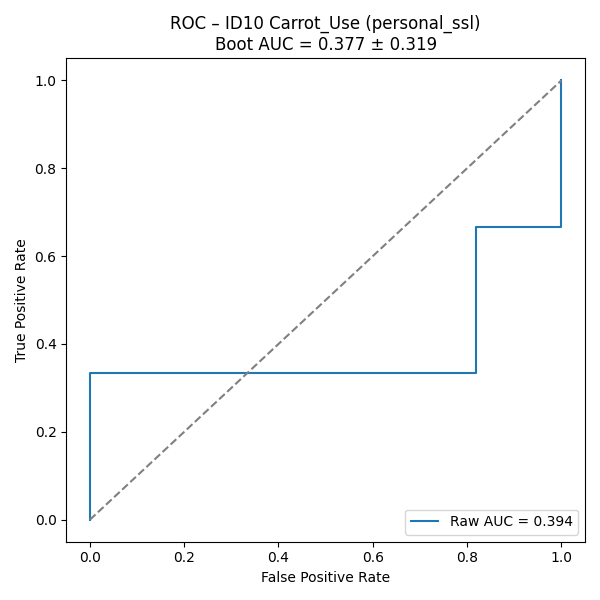 ROC – ID10 Carrot_Use (personal_ssl)
Boot AUC = 0.377 ± 0.319
True Positive Rate
1.0
0.8
0.6
0.4
0.2
0.0
Raw AUC = 0.394
0.0 0.2 0.4 0.6 0.8 1.0
False Positive Rate